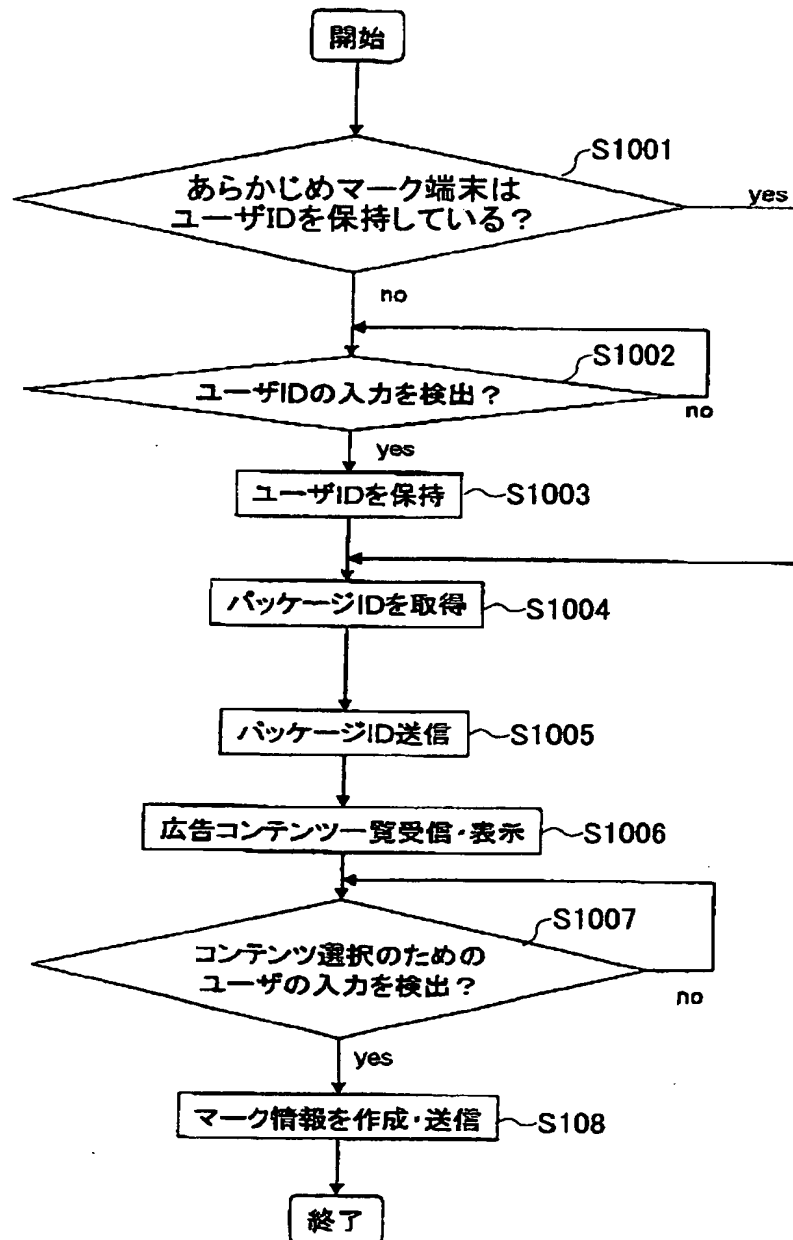 開始
S1001
あらかじめマーク端末は
ユーザIDを保持している？
yes
no
S1002
ユーザIDの入力を検出？
no
yes
ユーザIDを保持
S1003
パッケージIDを取得
S1004
パッケージID送信
S1005
広告コンテンツ一覧受信・表示
S1006
S1007
コンテンツ選択のための
ユーザの入力を検出？
no
yes
マーク情報を作成・送信
S108
終了